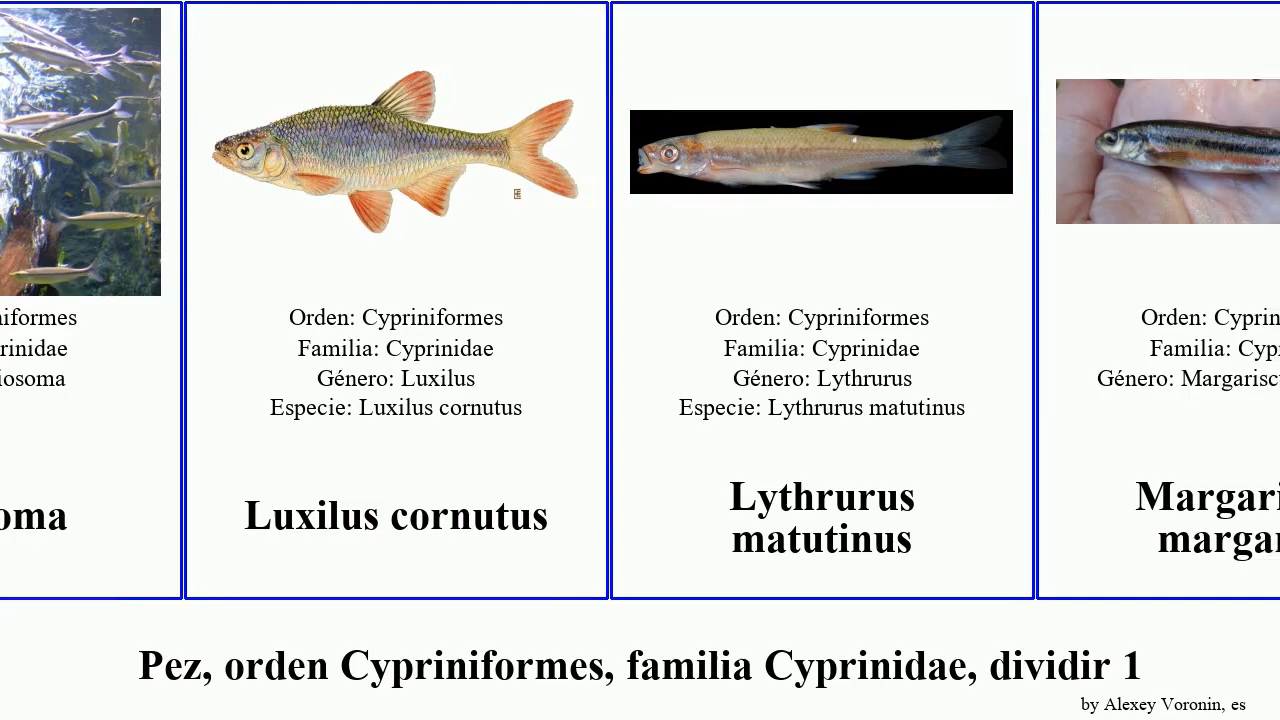 niformes
rinidae
iosoma
oma
Orden: Cypriniformes
Familia: Cyprinidae
Género: Luxilus
Especie: Luxilus cornutus
Luxilus cornutus
Orden: Cypriniformes
Familia: Cyprinidae
Género: Lythrurus
Especie: Lythrurus matutinus
Lythrurus
matutinus
Orden: Cyprin
Familia: Cyp
Género: Margarisc
Margari
margar
Pez, orden Cypriniformes, familia Cyprinidae, dividir 1
by Alexey Voronin, es